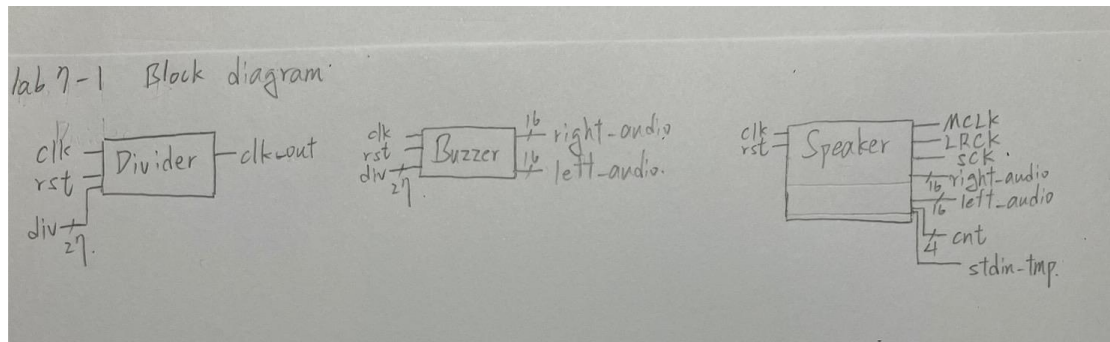 lab 7-1 Block diagram
clk
rst
div
27
Divider
clk_out
clk
rst
div
27
Buzzer
16
right_audio
16
left_audio.
clk
rst
Speaker
MCLK
LRCK
SCK
16
right_audio
16
left_audio
4
cnt
stdin_tmp.